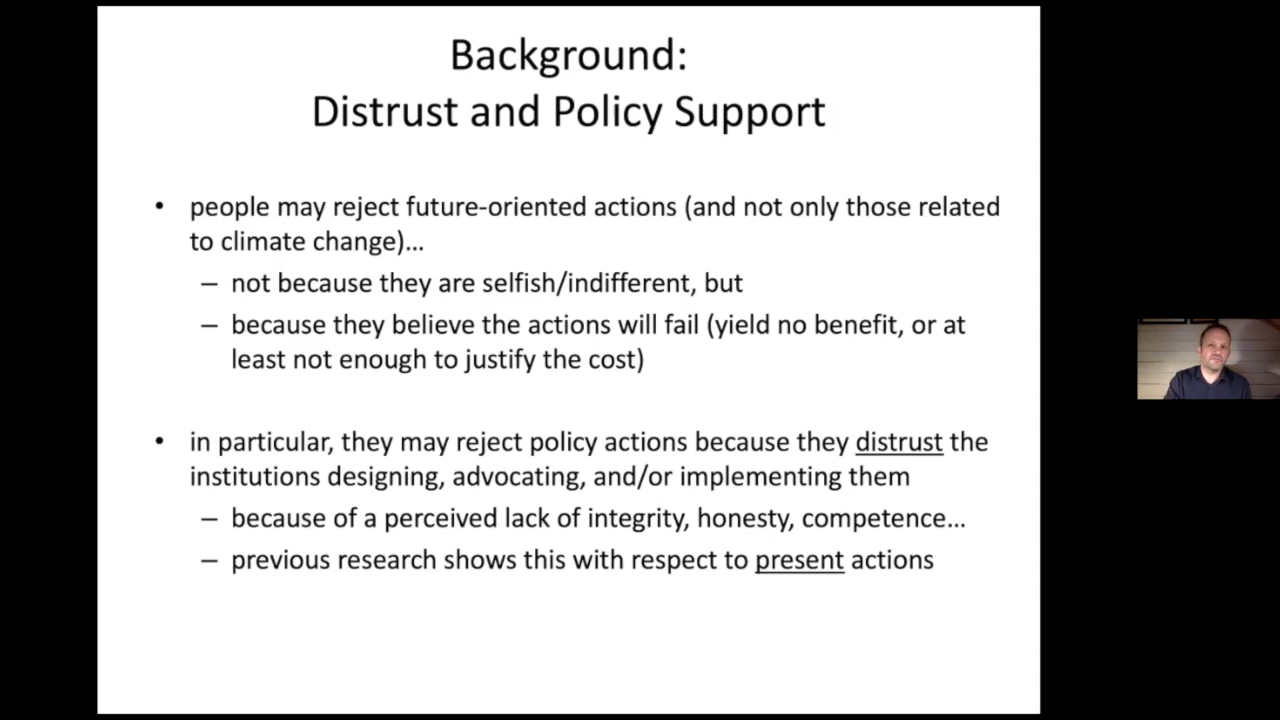 Background:
Distrust and Policy Support
• people may reject future-oriented actions (and not only those related
to climate change)…
– not because they are selfish/indifferent, but
– because they believe the actions will fail (yield no benefit, or at
least not enough to justify the cost)
• in particular, they may reject policy actions because they distrust the
institutions designing, advocating, and/or implementing them
– because of a perceived lack of integrity, honesty, competence…
– previous research shows this with respect to present actions